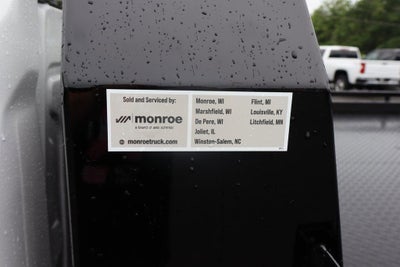 Sold and Serviced by:
monroe
a brand of aebi schmidt
monroetruck.com
Monroe, WI
Marshfield, WI
De Pere, WI
Joliet, IL
Winston-Salem, NC
Flint, MI
Louisville, KY
Litchfield, MN